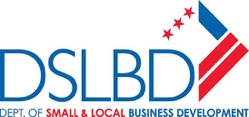 DSLBD
DEPT. OF SMALL & LOCAL BUSINESS DEVELOPMENT